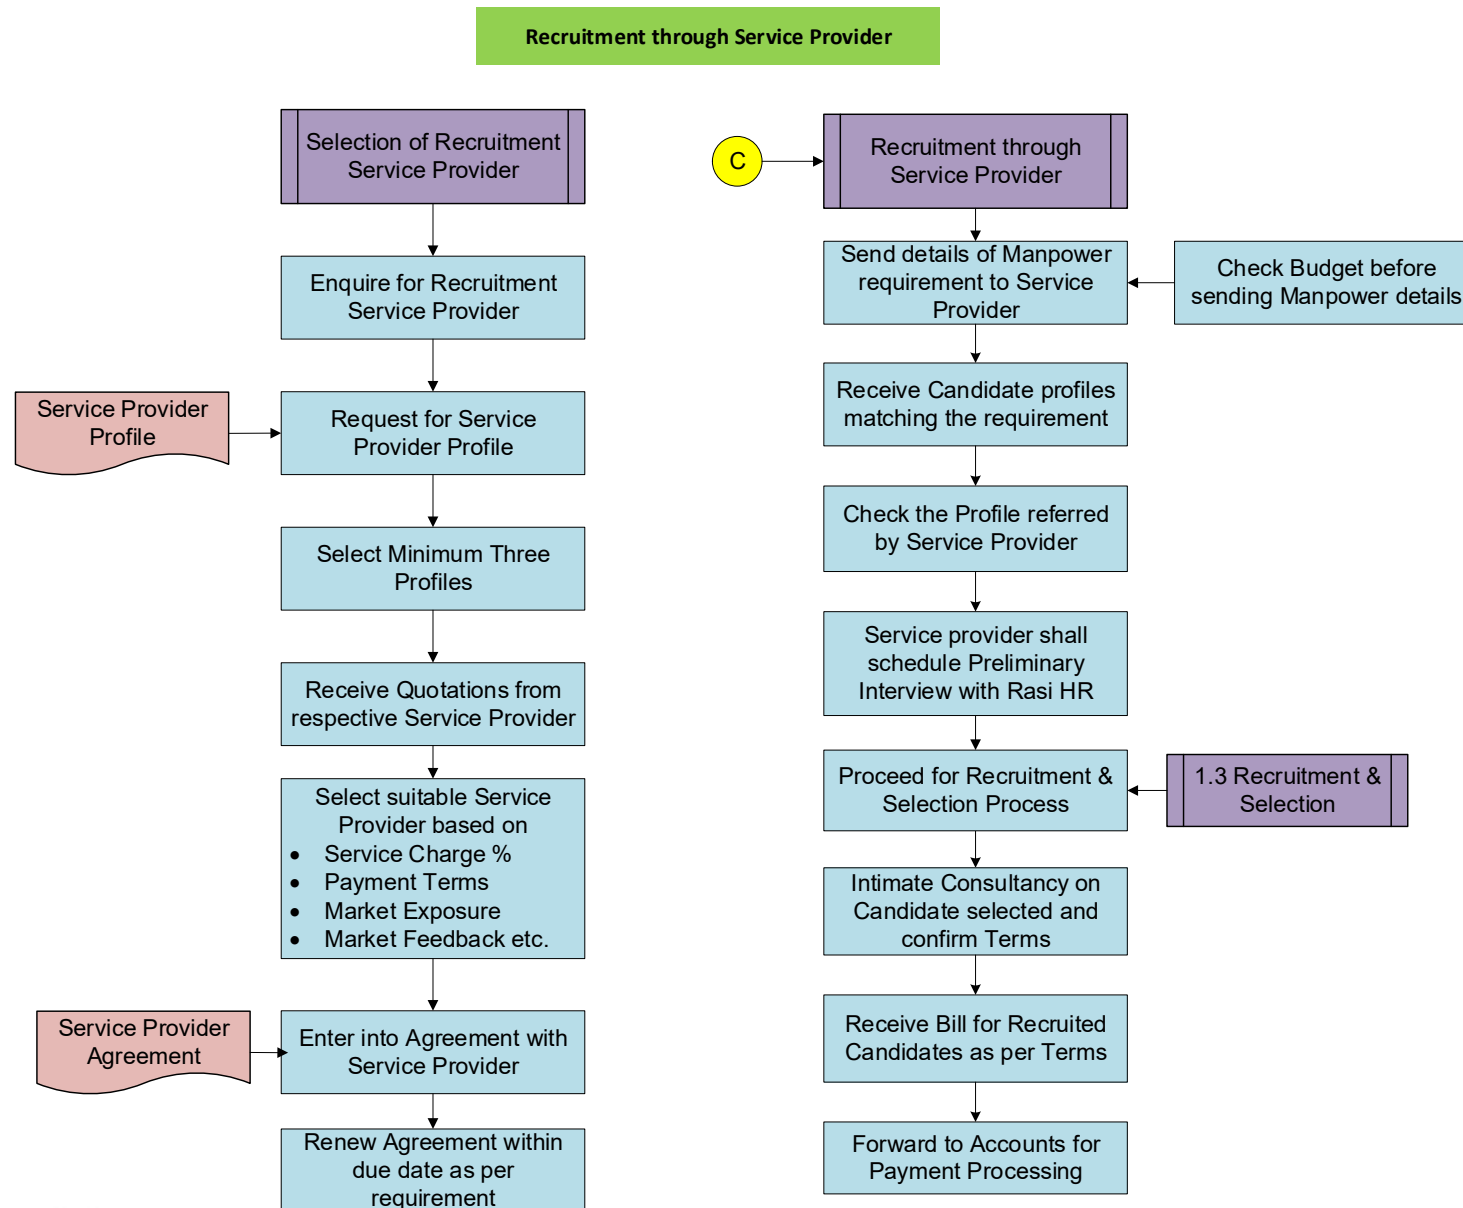 Recruitment through Service Provider
Selection of Recruitment
Service Provider
Enquire for Recruitment
Service Provider
Service Provider
Profile
Request for Service
Provider Profile
Select Minimum Three
Profiles
Receive Quotations from
respective Service Provider
Select suitable Service
Provider based on
• Service Charge %
• Payment Terms
• Market Exposure
• Market Feedback etc.
Service Provider
Agreement
Enter into Agreement with
Service Provider
Renew Agreement within
due date as per
requirement
C
Recruitment through
Service Provider
Send details of Manpower
requirement to Service
Provider
Check Budget before
sending Manpower details
Receive Candidate profiles
matching the requirement
Check the Profile referred
by Service Provider
Service provider shall
schedule Preliminary
Interview with Rasi HR
Proceed for Recruitment &
Selection Process
1.3 Recruitment &
Selection
Intimate Consultancy on
Candidate selected and
confirm Terms
Receive Bill for Recruited
Candidates as per Terms
Forward to Accounts for
Payment Processing